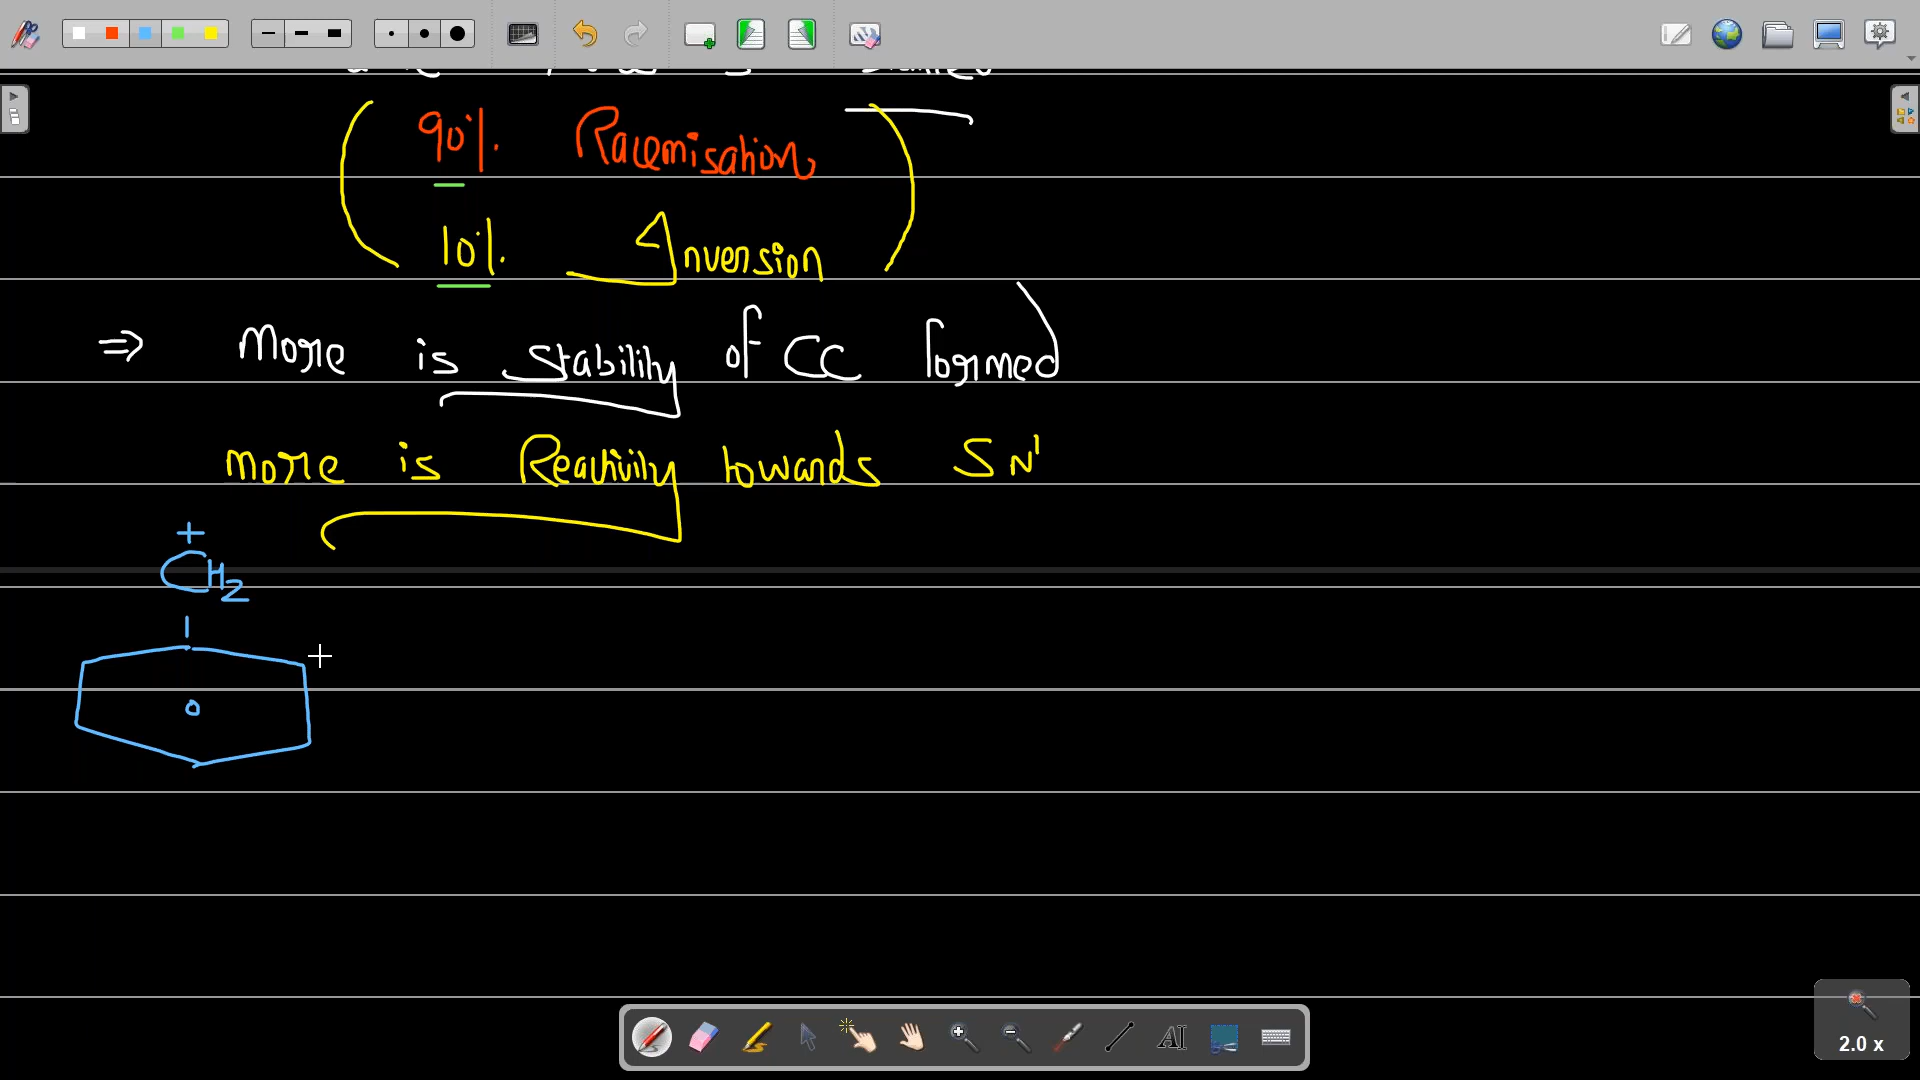 90% Racemisation
10% Inversion
⇒ More is stability of CC formed
more is Reactivity towards SN1
+
CH2
2.0 x